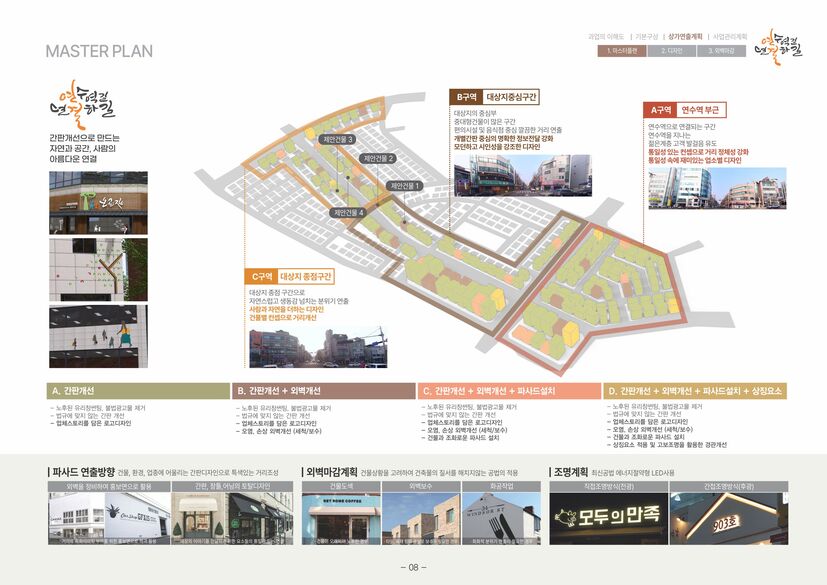 과업의 이해도 | 기본구상 | 상가연출계획 | 사업관리계획
1. 마스터플랜 2. 디자인 3. 외벽마감
MASTER PLAN
연수역길
연결하길
연수역길
연결하길
간판개선으로 만드는
자연과 공간, 사람의
아름다운 연결
B구역 대상지중심구간
대상지의 중심부
중대형건물이 많은 구간
편의시설 및 음식점 중심 깔끔한 거리 연출
개별간판 중심의 명확한 정보전달 강화
모던하고 시인성을 강조한 디자인
A구역 연수역 부근
연수역으로 연결되는 구간
연수역을 지나는
젊은계층 고객 발걸음 유도
통일성 있는 컨셉으로 거리 정체성 강화
통일성 속에 재미있는 업소별 디자인
제안건물 3
제안건물 2
제안건물 1
제안건물 4
C구역 대상지 종점구간
대상지 종점 구간으로
자연스럽고 생동감 넘치는 분위기 연출
사람과 자연을 더하는 디자인
건물별 컨셉으로 거리개선
A. 간판개선
– 노후된 유리창썬팅, 불법광고물 제거
– 법규에 맞지 않는 간판 개선
– 업체스토리를 담은 로고디자인
B. 간판개선 + 외벽개선
– 노후된 유리창썬팅, 불법광고물 제거
– 법규에 맞지 않는 간판 개선
– 업체스토리를 담은 로고디자인
– 오염, 손상 외벽개선 (세척/보수)
C. 간판개선 + 외벽개선 + 파사드설치
– 노후된 유리창썬팅, 불법광고물 제거
– 법규에 맞지 않는 간판 개선
– 업체스토리를 담은 로고디자인
– 오염, 손상 외벽개선 (세척/보수)
– 건물과 조화로운 파사드 설치
D. 간판개선 + 외벽개선 + 파사드설치 + 상징요소
– 노후된 유리창썬팅, 불법광고물 제거
– 법규에 맞지 않는 간판 개선
– 업체스토리를 담은 로고디자인
– 오염, 손상 외벽개선 (세척/보수)
– 건물과 조화로운 파사드 설치
– 상징요소 적용 및 고보조명을 활용한 경관개선
파사드 연출방향 건물, 환경, 업종에 어울리는 간판디자인으로 특색있는 거리조성
외벽을 정비하여 홍보면으로 활용
간판, 창틀, 어닝의 토탈디자인
외벽마감계획 건물상황을 고려하여 건축물의 질서를 해치지않는 공법의 적용
건물도색
외벽보수
파공작업
HEY HOME COFFEE
WINDSOR ST
조명계획 최신공법 에너지절약형 LED사용
직접조명방식(전광)
간접조명방식(후광)
모두의만족
903호
– 08 –